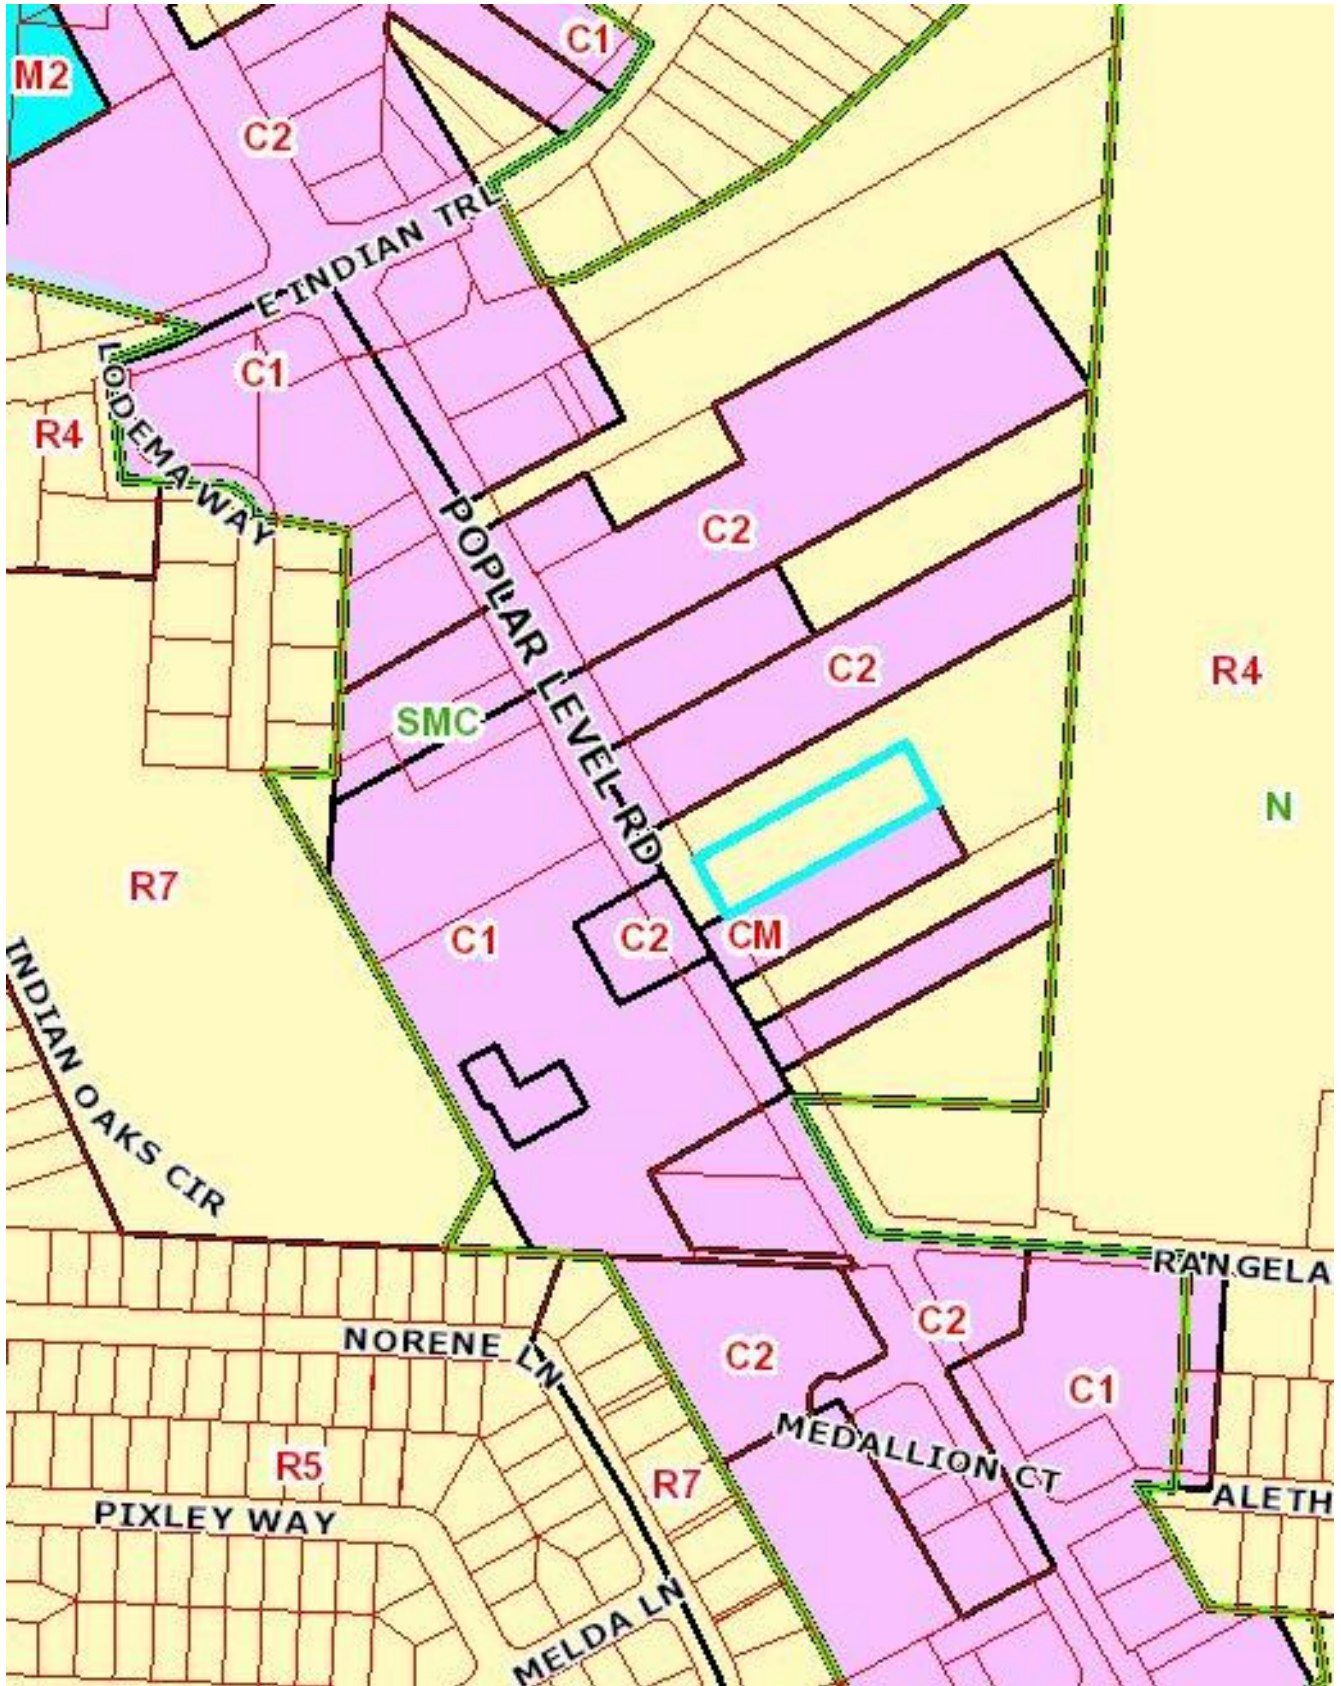 C1
M2
C2
E INDIAN TRL
C1
LODEMA WAY
R4
POPLAR LEVEL RD
C2
C2
R4
SMC
N
R7
C1
C2
CM
INDIAN OAKS CIR
RANGELA
C2
NORENE LN
C2
C1
MEDALLION CT
R5
R7
ALETH
PIXLEY WAY
MELDA LN